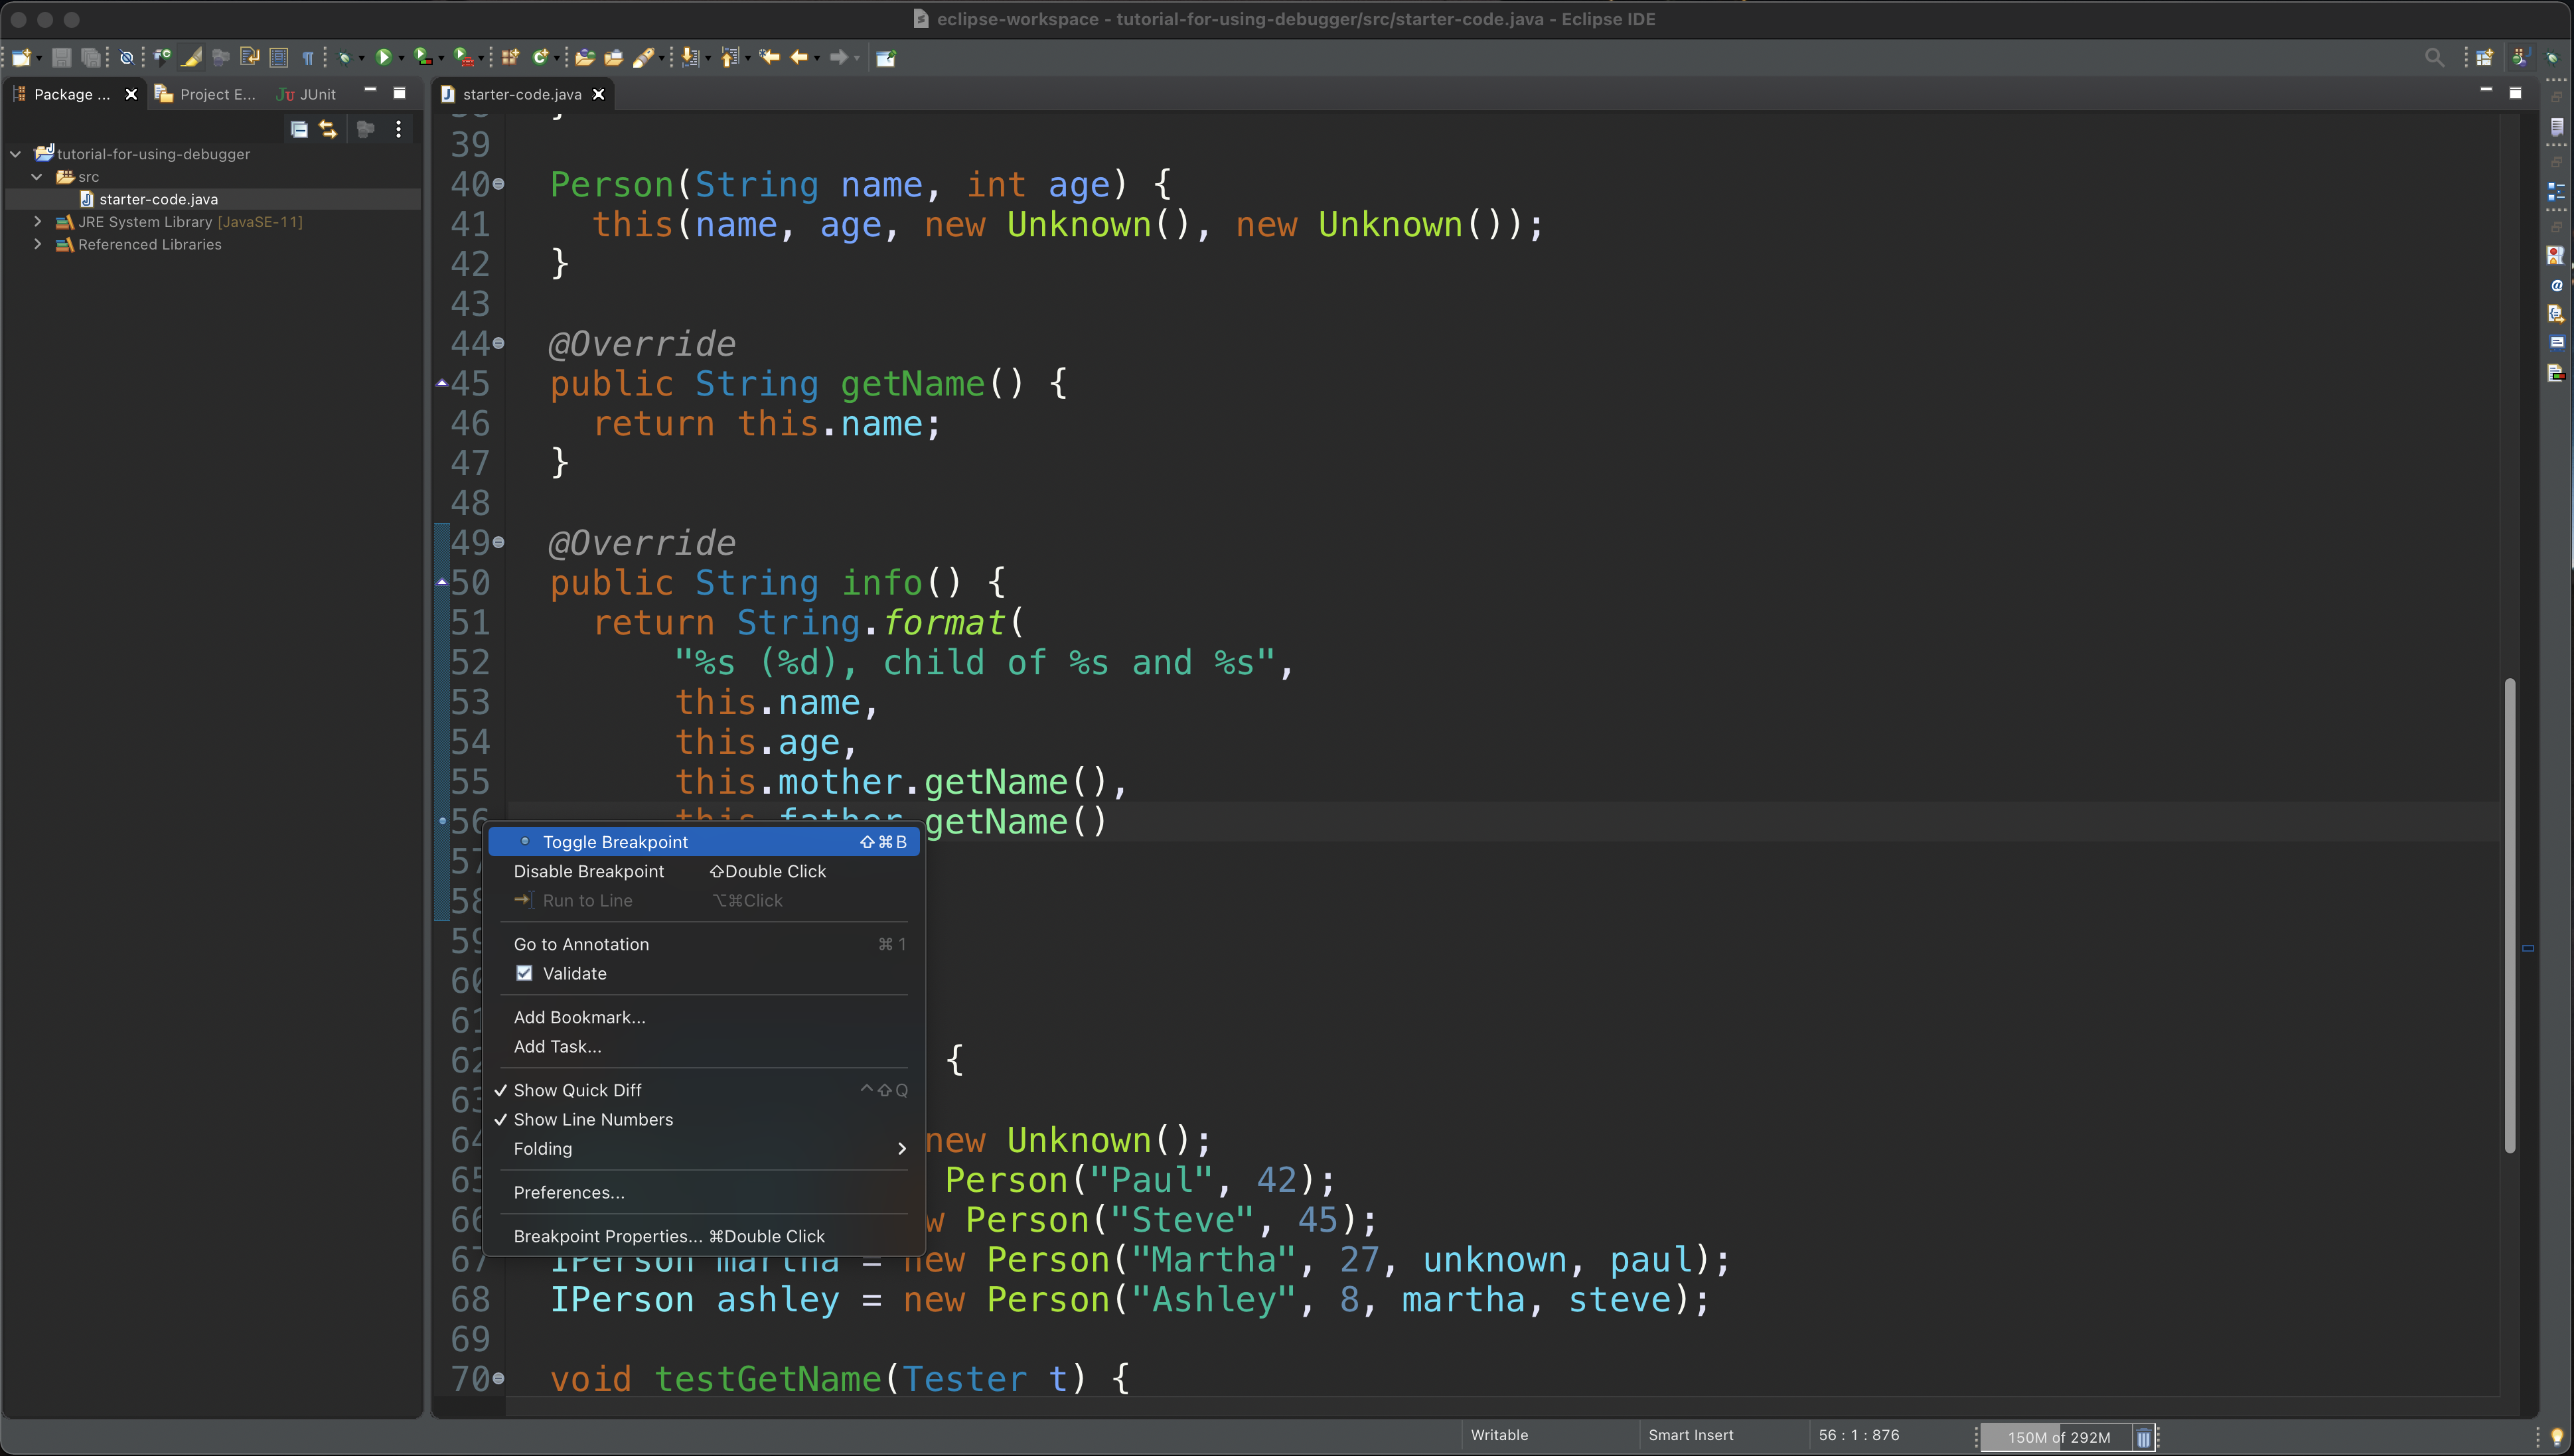 eclipse-workspace - tutorial-for-using-debugger/src/starter-code.java - Eclipse IDE
Package ... Project E... JUnit
starter-code.java
tutorial-for-using-debugger
src
starter-code.java
JRE System Library [JavaSE-11]
Referenced Libraries
39
40 Person(String name, int age) {
41 this(name, age, new Unknown(), new Unknown());
42 }
43
44 @Override
45 public String getName() {
46 return this.name;
47 }
48
49 @Override
50 public String info() {
51 return String.format(
52 "%s (%d), child of %s and %s",
53 this.name,
54 this.age,
55 this.mother.getName(),
56 this.father.getName()
Toggle Breakpoint ⇧⌘B
Disable Breakpoint ⇧Double Click
Run to Line ⌥⌘Click
Go to Annotation ⌘1
Validate
Add Bookmark...
Add Task...
Show Quick Diff ^⇧Q
Show Line Numbers
Folding
Preferences...
Breakpoint Properties... ⌘Double Click
57
58
59
60
61
62 {
63
64 new Unknown();
65 Person("Paul", 42);
66 w Person("Steve", 45);
67 IPerson martha = new Person("Martha", 27, unknown, paul);
68 IPerson ashley = new Person("Ashley", 8, martha, steve);
69
70 void testGetName(Tester t) {
Writable Smart Insert 56 : 1 : 876 150M of 292M